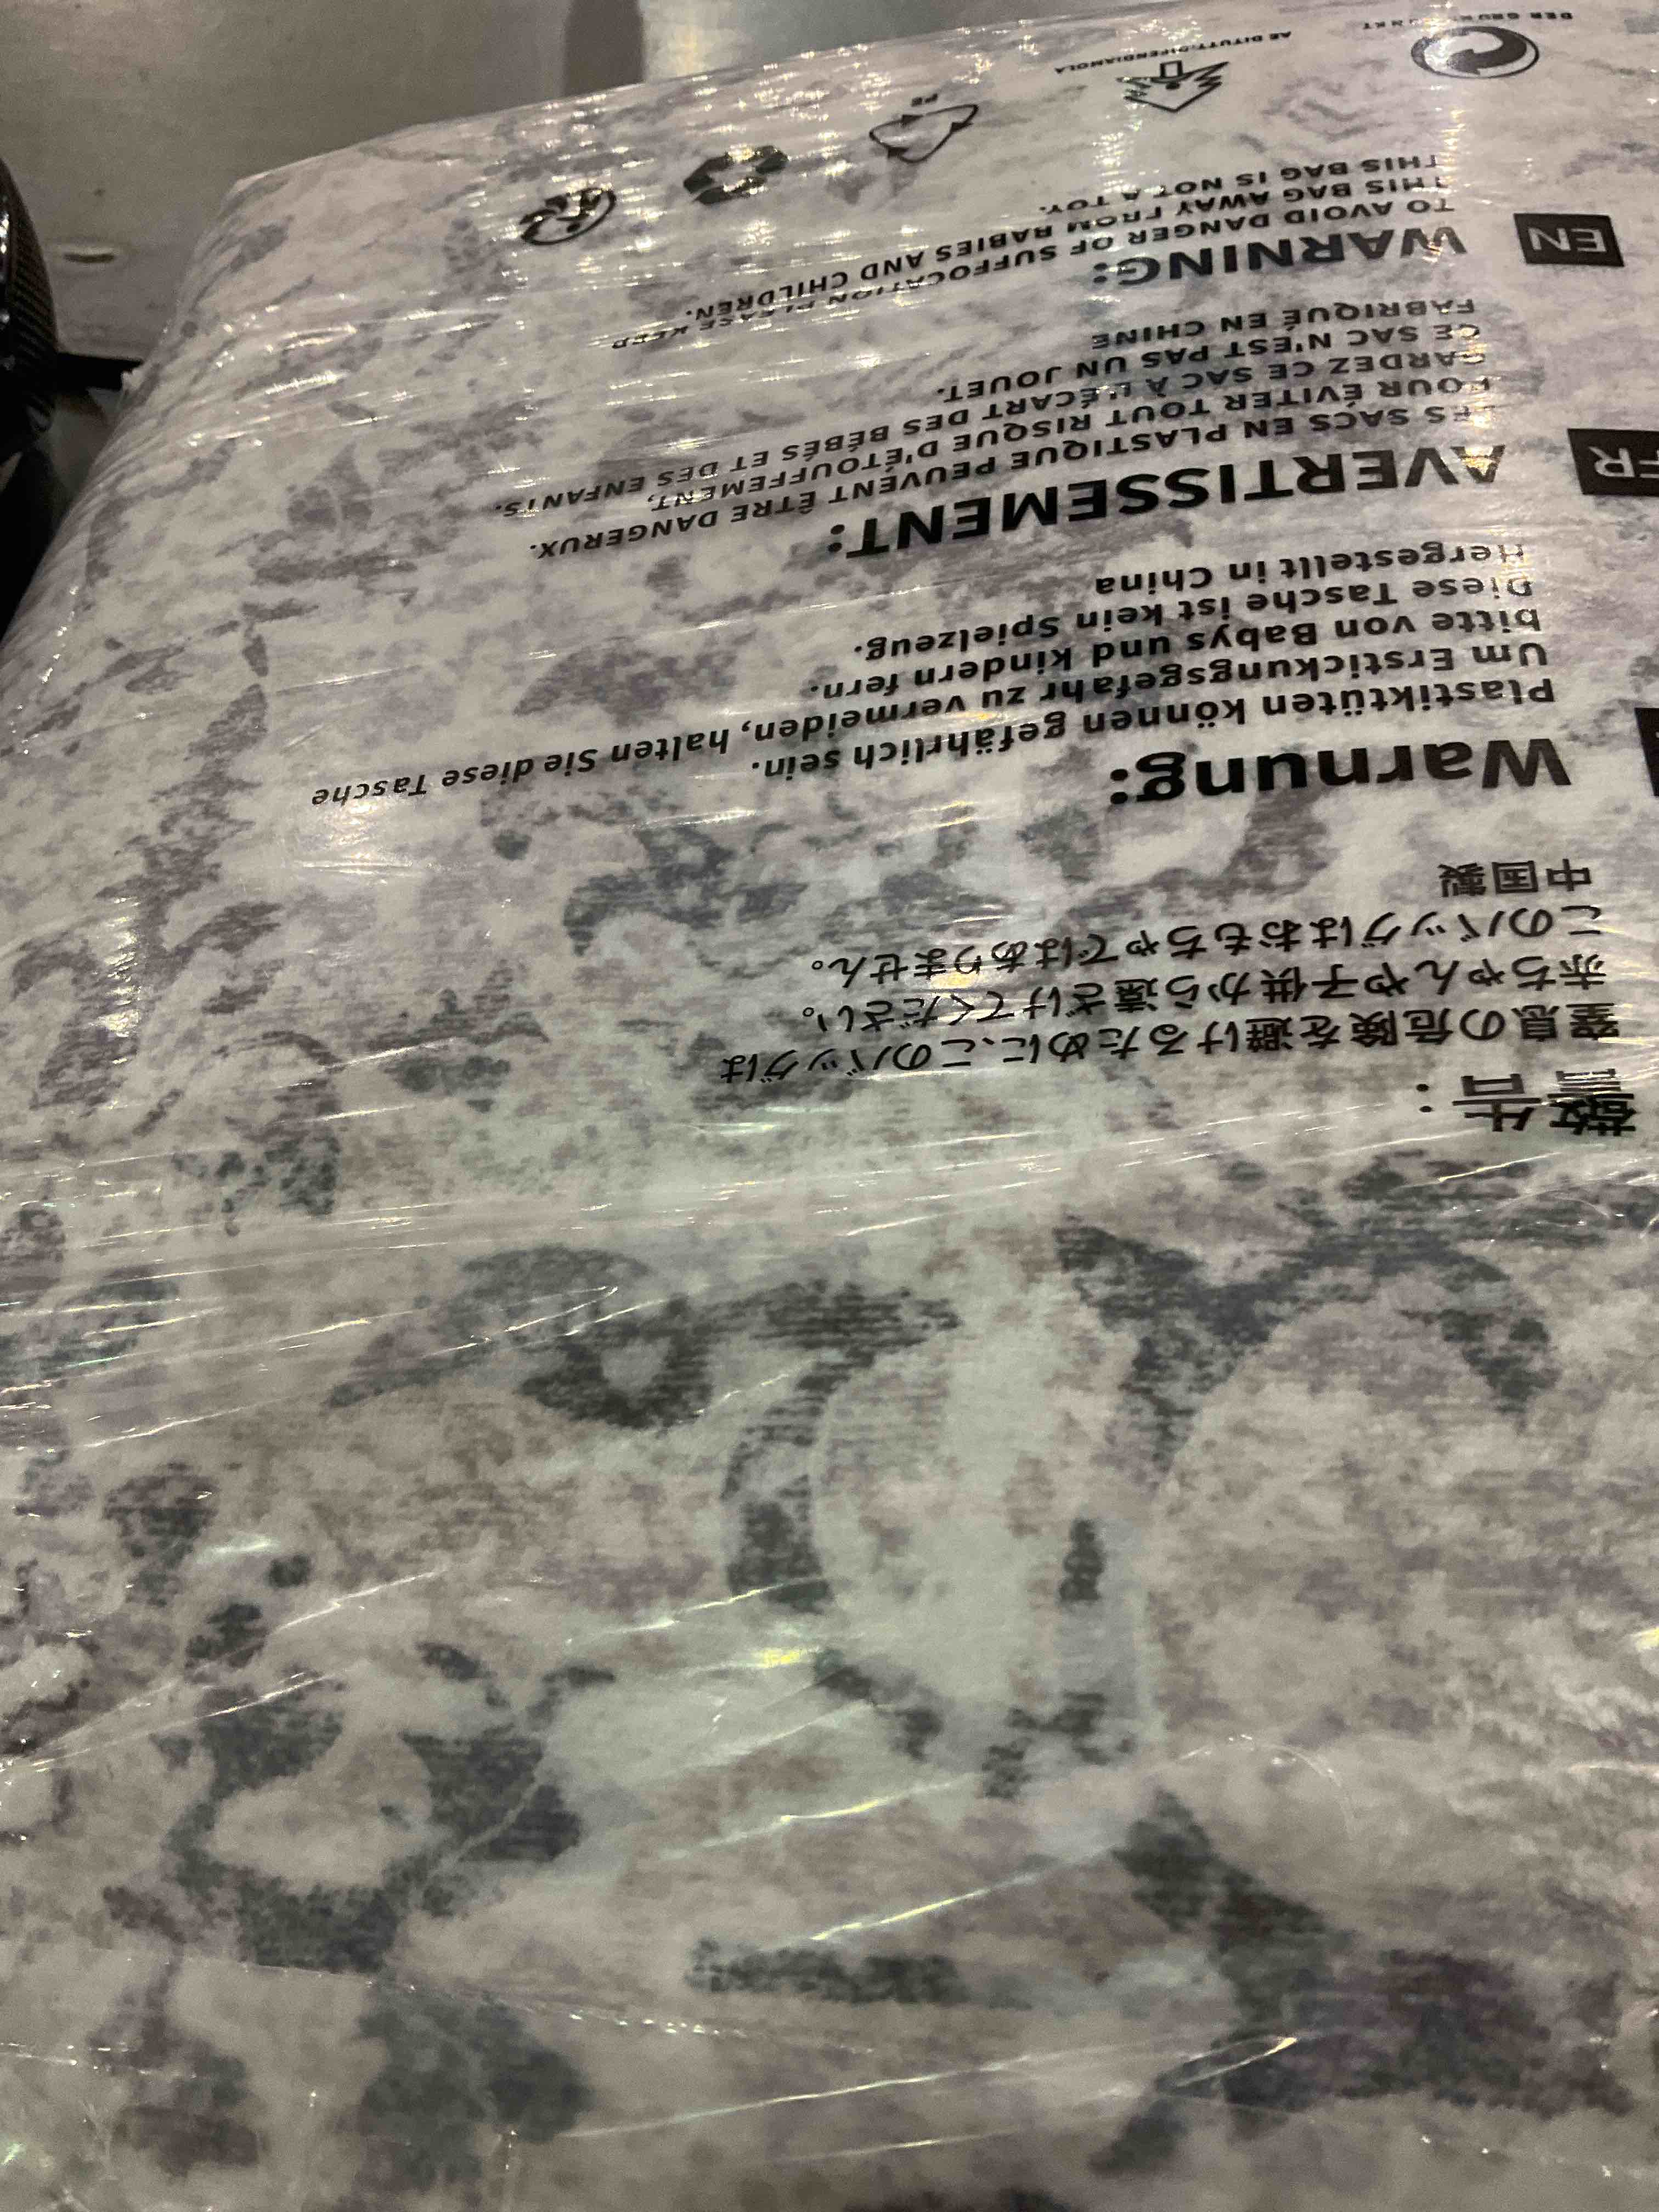 警告：
窒息の危険を避けるために、このバッグは
赤ちゃんや子供から遠ざけてください。
このバッグはおもちゃではありません。
中国製
Warnung:
Plastiktüten können gefährlich sein.
Um Erstickungsgefahr zu vermeiden, halten Sie diese Tasche
bitte von Babys und kindern fern.
Diese Tasche ist kein Spielzeug.
Hergestellt in China
FR
AVERTISSEMENT:
LES SACS EN PLASTIQUE PEUVENT ÊTRE DANGERUX.
POUR ÉVITER TOUT RISQUE D'ÉTOUFFEMENT,
GARDEZ CE SAC À L'ÉCART DES BÉBÉS ET DES ENFANTS.
CE SAC N'EST PAS UN JOUET.
FABRIQUÉ EN CHINE
EN
WARNING:
TO AVOID DANGER OF SUFFOCATION PLEASE KEEP
THIS BAG AWAY FROM BABIES AND CHILDREN.
THIS BAG IS NOT A TOY.
DER
PE